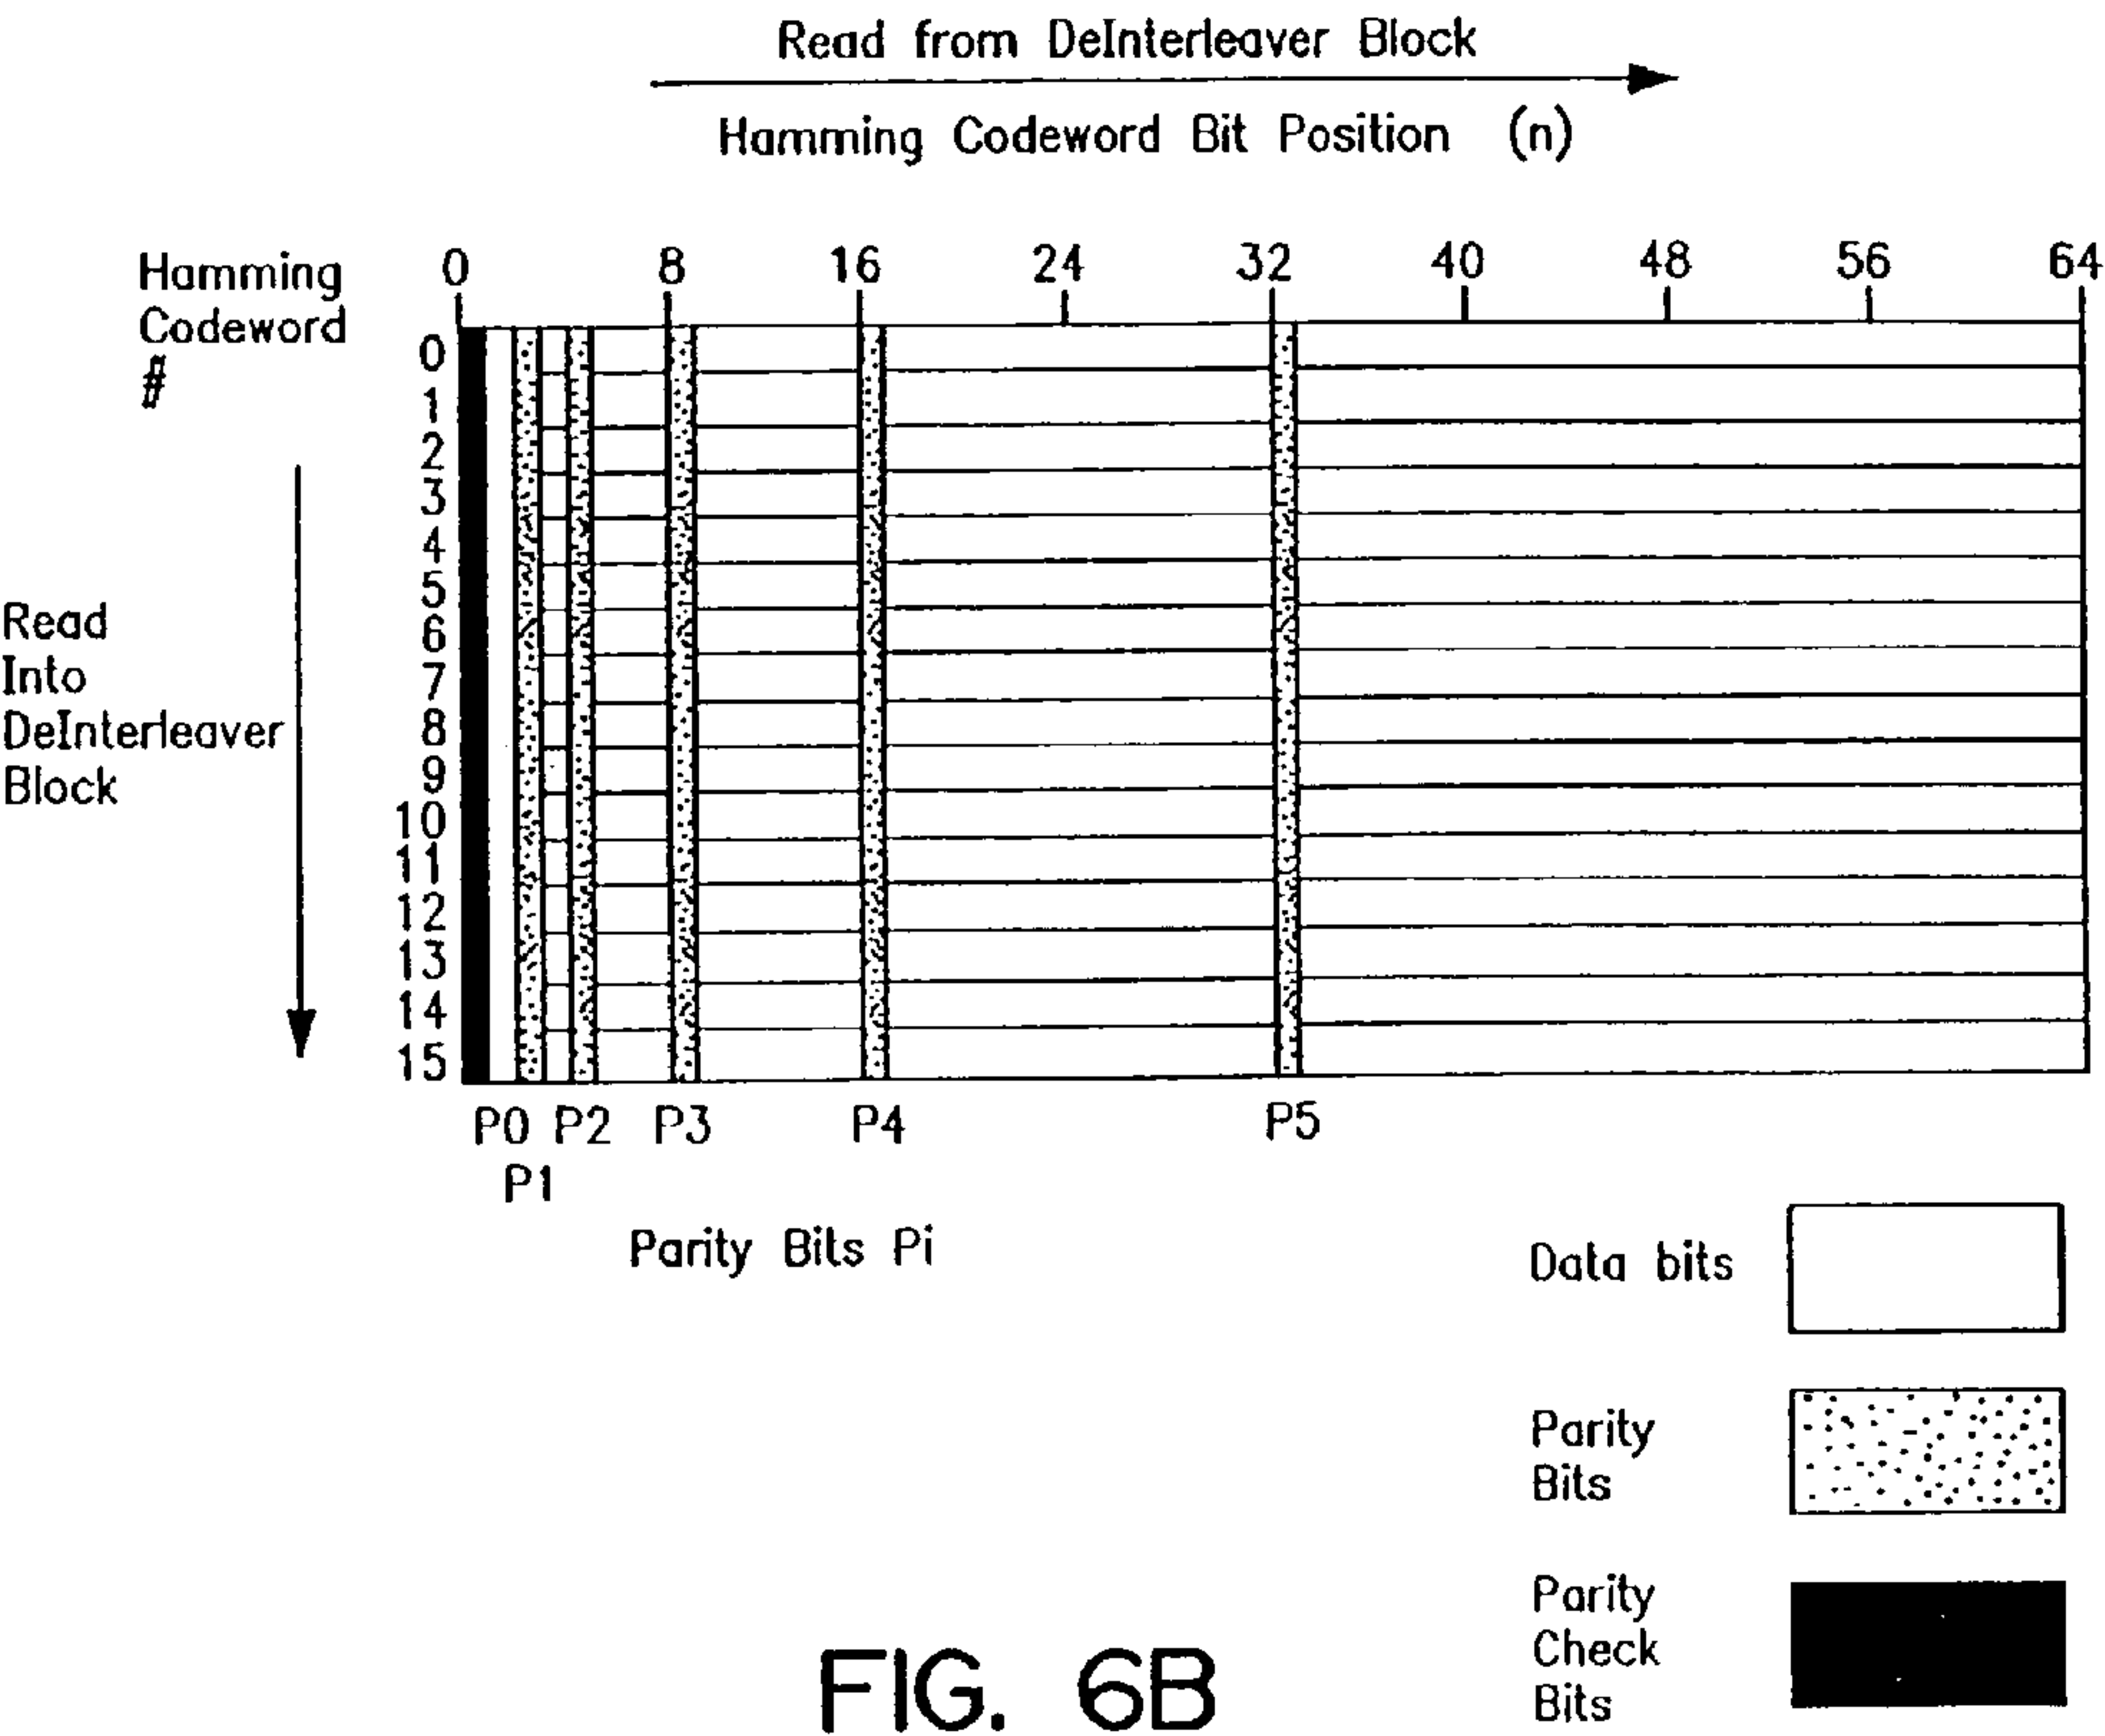 Read from DeInterleaver Block
Hamming Codeword Bit Position (n)
Hamming
Codeword
#
0 8 16 24 32 40 48 56 64
0
1
2
3
4
5
6
7
8
9
10
11
12
13
14
15
Read
Into
DeInterleaver
Block
P0 P2 P3 P4 P5
P1
Parity Bits Pi
Data bits
Parity
Bits
Parity
Check
Bits
FIG. 6B